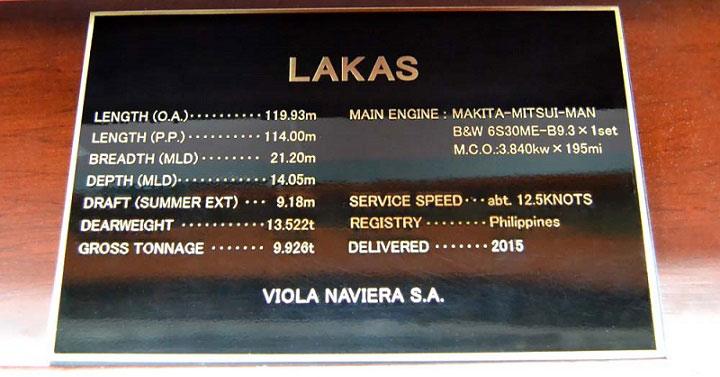 LAKAS
LENGTH (O.A.)·········· 119.93m
LENGTH (P.P.)·········· 114.00m
BREADTH (MLD) ········ 21.20m
DEPTH (MLD)············ 14.05m
DRAFT (SUMMER EXT) ··· 9.18m
DEARWEIGHT ············13.522t
GROSS TONNAGE ······· 9.926t
MAIN ENGINE : MAKITA-MITSUI-MAN
B&W 6S30ME-B9.3 × 1set
M.C.O.:3.840kw × 195mi
SERVICE SPEED··· abt. 12.5KNOTS
REGISTRY ········ Philippines
DELIVERED ······· 2015
VIOLA NAVIERA S.A.